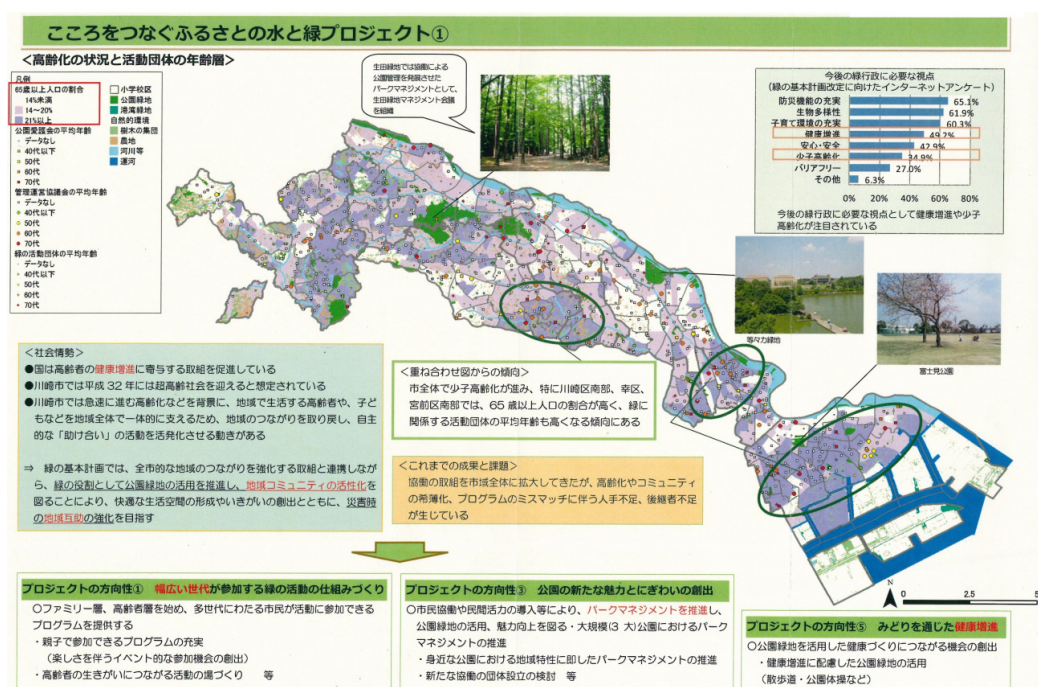 こころをつなぐふるさとの水と緑プロジェクト①
<高齢化の状況と活動団体の年齢層>
凡例
65歳以上人口の割合
14%未満
14～20%
21%以上
公園愛護会の平均年齢
データなし
40代以下
50代
60代
70代
管理運営協議会の平均年齢
データなし
40代以下
50代
60代
70代
緑の活動団体の平均年齢
データなし
40代以下
50代
60代
70代
小学校区
公園緑地
港湾緑地
自然的環境
樹木の集団
農地
河川等
運河
生田緑地では協働による
公園管理を発展させた
パークマネジメントとして、
生田緑地マネジメント会議
を組織
今後の緑行政に必要な視点
(緑の基本計画改定に向けたインターネットアンケート)
防災機能の充実 65.1%
生物多様性 61.9%
子育て環境の充実 60.3%
健康増進 49.2%
安心・安全 42.9%
少子高齢化 34.9%
バリアフリー 27.0%
その他 6.3%
0% 20% 40% 60% 80%
今後の緑行政に必要な視点として健康増進や少子
高齢化が注目されている
等々力緑地
富士見公園
<社会情勢>
●国は高齢者の健康増進に寄与する取組を促進している
●川崎市では平成32年には超高齢社会を迎えると想定されている
●川崎市では急速に進む高齢化などを背景に、地域で生活する高齢者や、子ど
もなどを地域全体で一体的に支えるため、地域のつながりを取り戻し、自主
的な「助け合い」の活動を活発化させる動きがある
⇒ 緑の基本計画では、全市的な地域のつながりを強化する取組と連携しなが
ら、緑の役割として公園緑地の活用を推進し、地域コミュニティの活性化を
図ることにより、快適な生活空間の形成やいきがいの創出とともに、災害時
の地域互助の強化を目指す
<重ね合わせ図からの傾向>
市全体で少子高齢化が進み、特に川崎区南部、幸区、
宮前区南部では、65歳以上人口の割合が高く、緑に
関係する活動団体の平均年齢も高くなる傾向にある
<これまでの成果と課題>
協働の取組を市域全体に拡大してきたが、高齢化やコミュニティ
の希薄化、プログラムのミスマッチに伴う人手不足、後継者不足
が生じている
N
0 2.5 5
プロジェクトの方向性① 幅広い世代が参加する緑の活動の仕組みづくり
○ファミリー層、高齢者層を始め、多世代にわたる市民が活動に参加できる
プログラムを提供する
・親子で参加できるプログラムの充実
(楽しさを伴うイベント的な参加機会の創出)
・高齢者の生きがいにつながる活動の場づくり 等
プロジェクトの方向性③ 公園の新たな魅力とにぎわいの創出
○市民協働や民間活力の導入等により、パークマネジメントを推進し、
公園緑地の活用、魅力向上を図る・大規模(3 大)公園におけるパーク
マネジメントの推進
・身近な公園における地域特性に即したパークマネジメントの推進
・新たな協働の団体設立の検討 等
プロジェクトの方向性⑤ みどりを通じた健康増進
○公園緑地を活用した健康づくりにつながる機会の創出
・健康増進に配慮した公園緑地の活用
(散歩道・公園体操など)